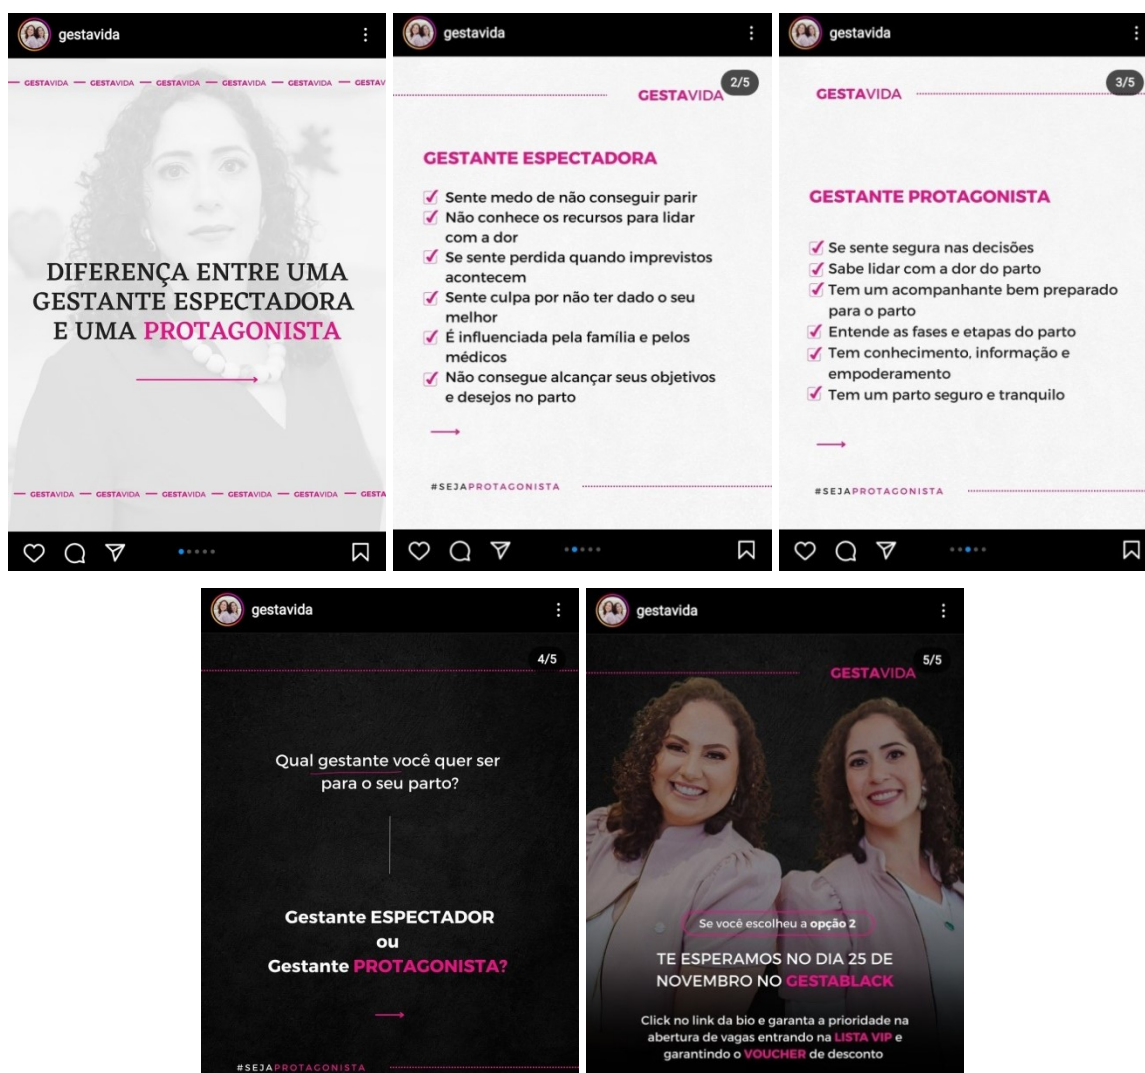 gestavida
— GESTAVIDA — GESTAVIDA — GESTAVIDA — GESTAVIDA — GESTAVIDA — GESTAV
DIFERENÇA ENTRE UMA
GESTANTE ESPECTADORA
E UMA PROTAGONISTA
— GESTAVIDA — GESTAVIDA — GESTAVIDA — GESTAVIDA — GESTAVIDA — GESTA
gestavida
2/5
GESTAVIDA
GESTANTE ESPECTADORA
Sente medo de não conseguir parir
Não conhece os recursos para lidar
com a dor
Se sente perdida quando imprevistos
acontecem
Sente culpa por não ter dado o seu
melhor
É influenciada pela família e pelos
médicos
Não consegue alcançar seus objetivos
e desejos no parto
#SEJAPROTAGONISTA
gestavida
3/5
GESTAVIDA
GESTANTE PROTAGONISTA
Se sente segura nas decisões
Sabe lidar com a dor do parto
Tem um acompanhante bem preparado
para o parto
Entende as fases e etapas do parto
Tem conhecimento, informação e
empoderamento
Tem um parto seguro e tranquilo
#SEJAPROTAGONISTA
gestavida
4/5
Qual gestante você quer ser
para o seu parto?
Gestante ESPECTADOR
ou
Gestante PROTAGONISTA?
#SEJAPROTAGONISTA
gestavida
5/5
GESTAVIDA
Se você escolheu a opção 2
TE ESPERAMOS NO DIA 25 DE
NOVEMBRO NO GESTABLACK
Click no link da bio e garanta a prioridade na
abertura de vagas entrando na LISTA VIP e
garantindo o VOUCHER de desconto